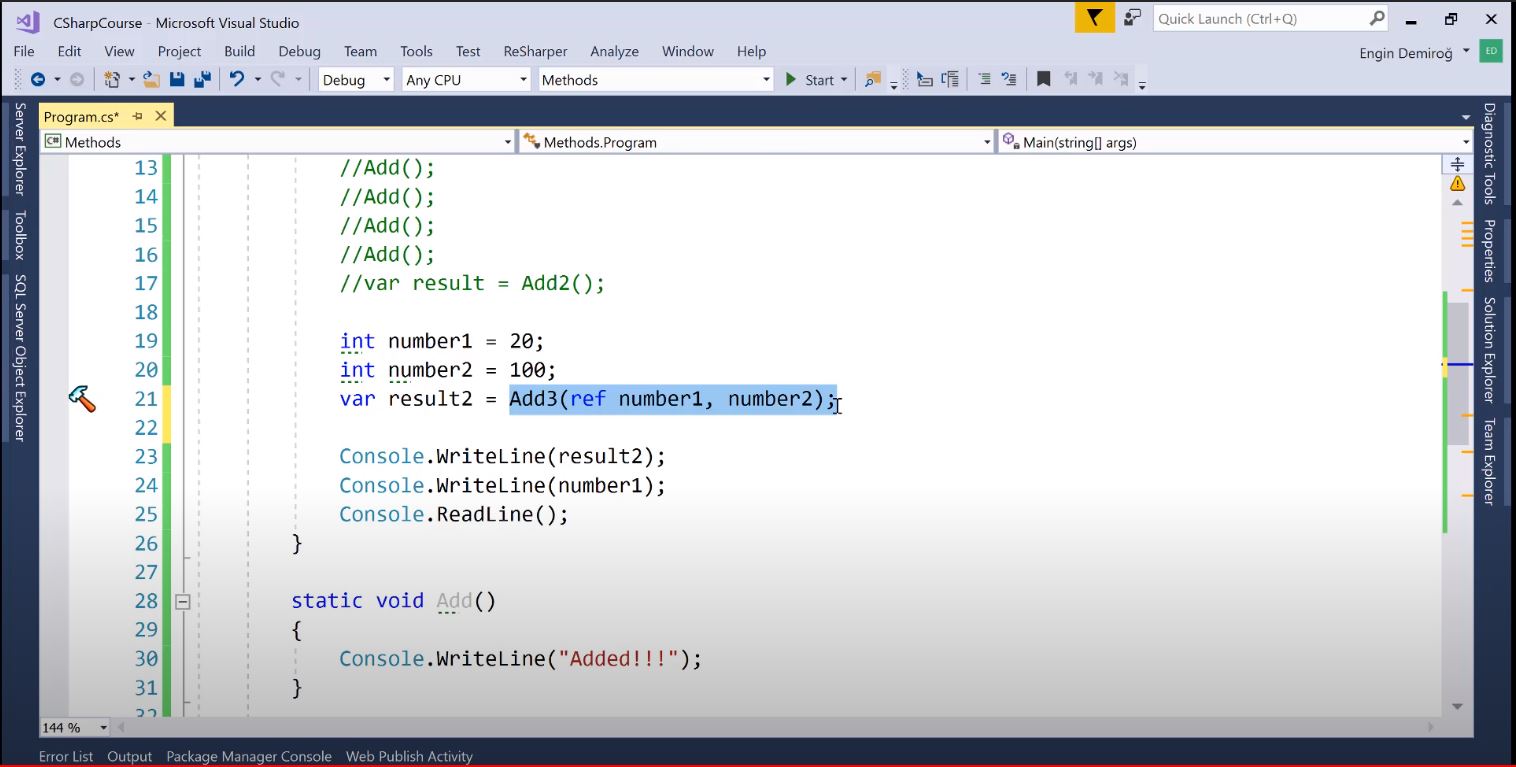 CSharpCourse - Microsoft Visual Studio
Quick Launch (Ctrl+Q)
File Edit View Project Build Debug Team Tools Test ReSharper Analyze Window Help
Engin Demiroğ
ED
Debug Any CPU Methods Start
Server Explorer
Toolbox
SQL Server Object Explorer
Program.cs*
C# Methods Methods.Program Main(string[] args)
13 //Add();
14 //Add();
15 //Add();
16 //Add();
17 //var result = Add2();
18
19 int number1 = 20;
20 int number2 = 100;
21 var result2 = Add3(ref number1, number2);
22
23 Console.WriteLine(result2);
24 Console.WriteLine(number1);
25 Console.ReadLine();
26 }
27
28 static void Add()
29 {
30 Console.WriteLine("Added!!!");
31 }
32
144 %
Diagnostic Tools
Properties
Solution Explorer
Team Explorer
Error List Output Package Manager Console Web Publish Activity